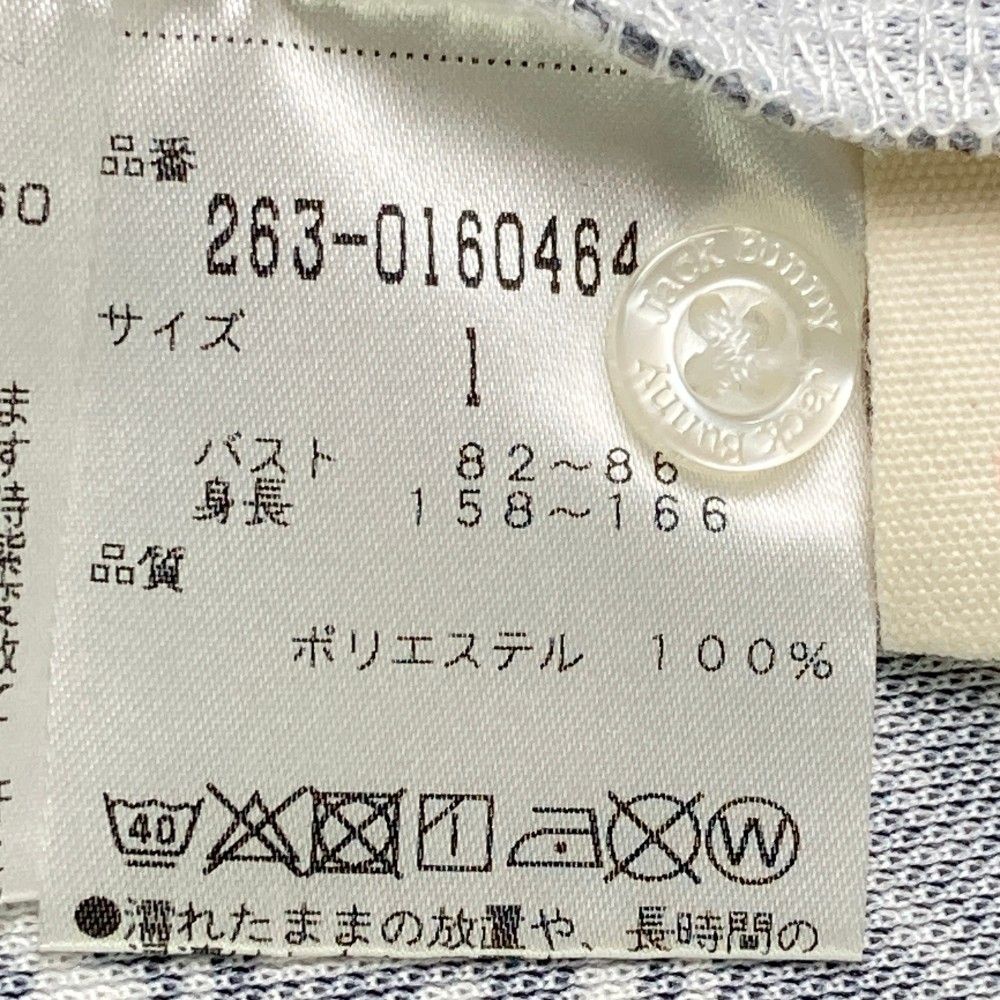 品番
263-0160464
サイズ
1
バスト 82~86
身長 158~166
品質
ポリエステル 100%
40
W
●濡れたままの放置や、長時間の
Jack Bunny
Jack Bunny
60